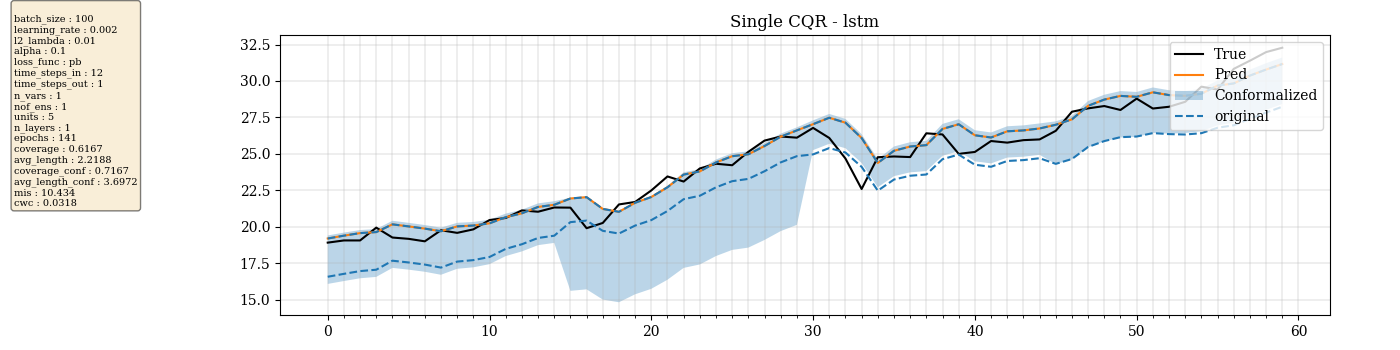 batch_size : 100
learning_rate : 0.002
l2_lambda : 0.01
alpha : 0.1
loss_func : pb
time_steps_in : 12
time_steps_out : 1
n_vars : 1
nof_ens : 1
units : 5
n_layers : 1
epochs : 141
coverage : 0.6167
avg_length : 2.2188
coverage_conf : 0.7167
avg_length_conf : 3.6972
mis : 10.434
cwc : 0.0318
Single CQR - lstm
32.5
30.0
27.5
25.0
22.5
20.0
17.5
15.0
True
Pred
Conformalized
original
0 10 20 30 40 50 60